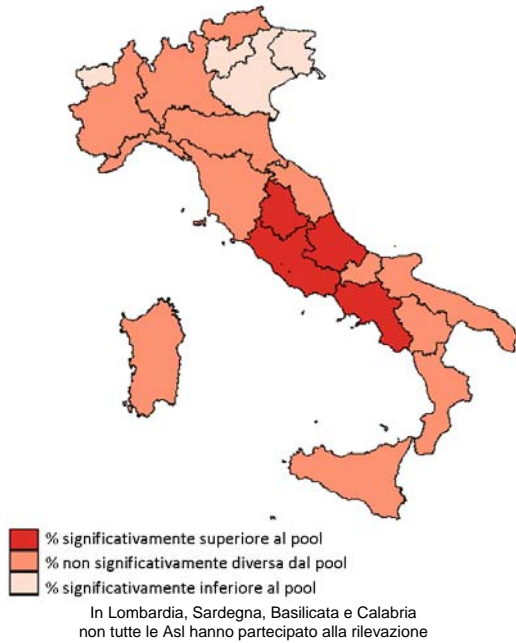 % significativamente superiore al pool
% non significativamente diversa dal pool
% significativamente inferiore al pool
In Lombardia, Sardegna, Basilicata e Calabria
non tutte le Asl hanno partecipato alla rilevazione